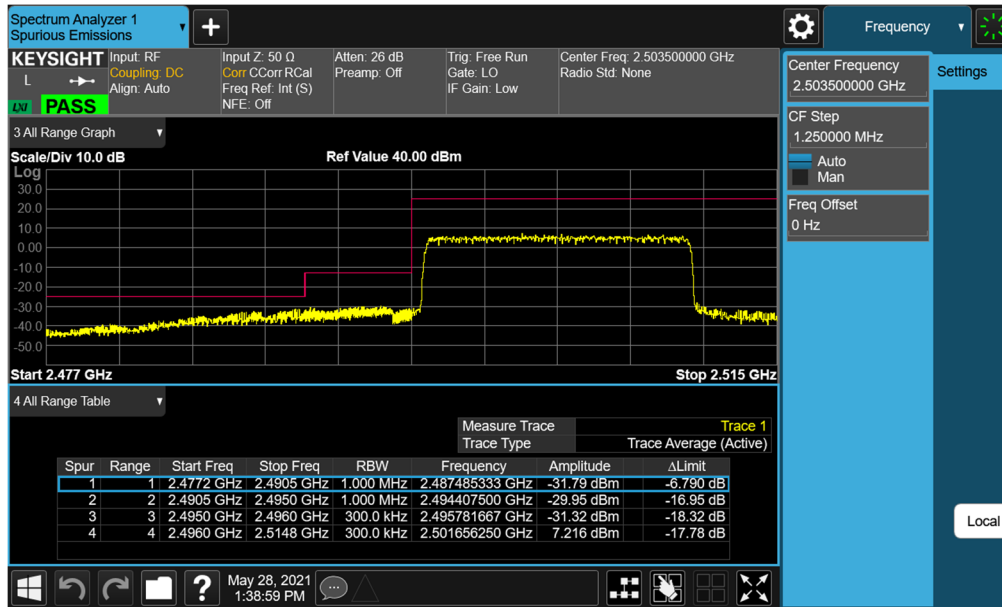 Spectrum Analyzer 1
Spurious Emissions
Frequency
KEYSIGHT
L
LXI
PASS
Input: RF
Coupling: DC
Align: Auto
Input Z: 50 Ω
Corr CCorr RCal
Freq Ref: Int (S)
NFE: Off
Atten: 26 dB
Preamp: Off
Trig: Free Run
Gate: LO
IF Gain: Low
Center Freq: 2.503500000 GHz
Radio Std: None
Center Frequency
2.503500000 GHz
Settings
CF Step
1.250000 MHz
Auto
Man
Freq Offset
0 Hz
3 All Range Graph
Scale/Div 10.0 dB Ref Value 40.00 dBm
Log
30.0
20.0
10.0
0.00
-10.0
-20.0
-30.0
-40.0
-50.0
Start 2.477 GHz Stop 2.515 GHz
4 All Range Table
Measure Trace Trace 1
Trace Type Trace Average (Active)
Spur Range Start Freq Stop Freq RBW Frequency Amplitude ΔLimit
1 1 2.4772 GHz 2.4905 GHz 1.000 MHz 2.487485333 GHz -31.79 dBm -6.790 dB
2 2 2.4905 GHz 2.4950 GHz 1.000 MHz 2.494407500 GHz -29.95 dBm -16.95 dB
3 3 2.4950 GHz 2.4960 GHz 300.0 kHz 2.495781667 GHz -31.32 dBm -18.32 dB
4 4 2.4960 GHz 2.5148 GHz 300.0 kHz 2.501656250 GHz 7.216 dBm -17.78 dB
Local
May 28, 2021
1:38:59 PM